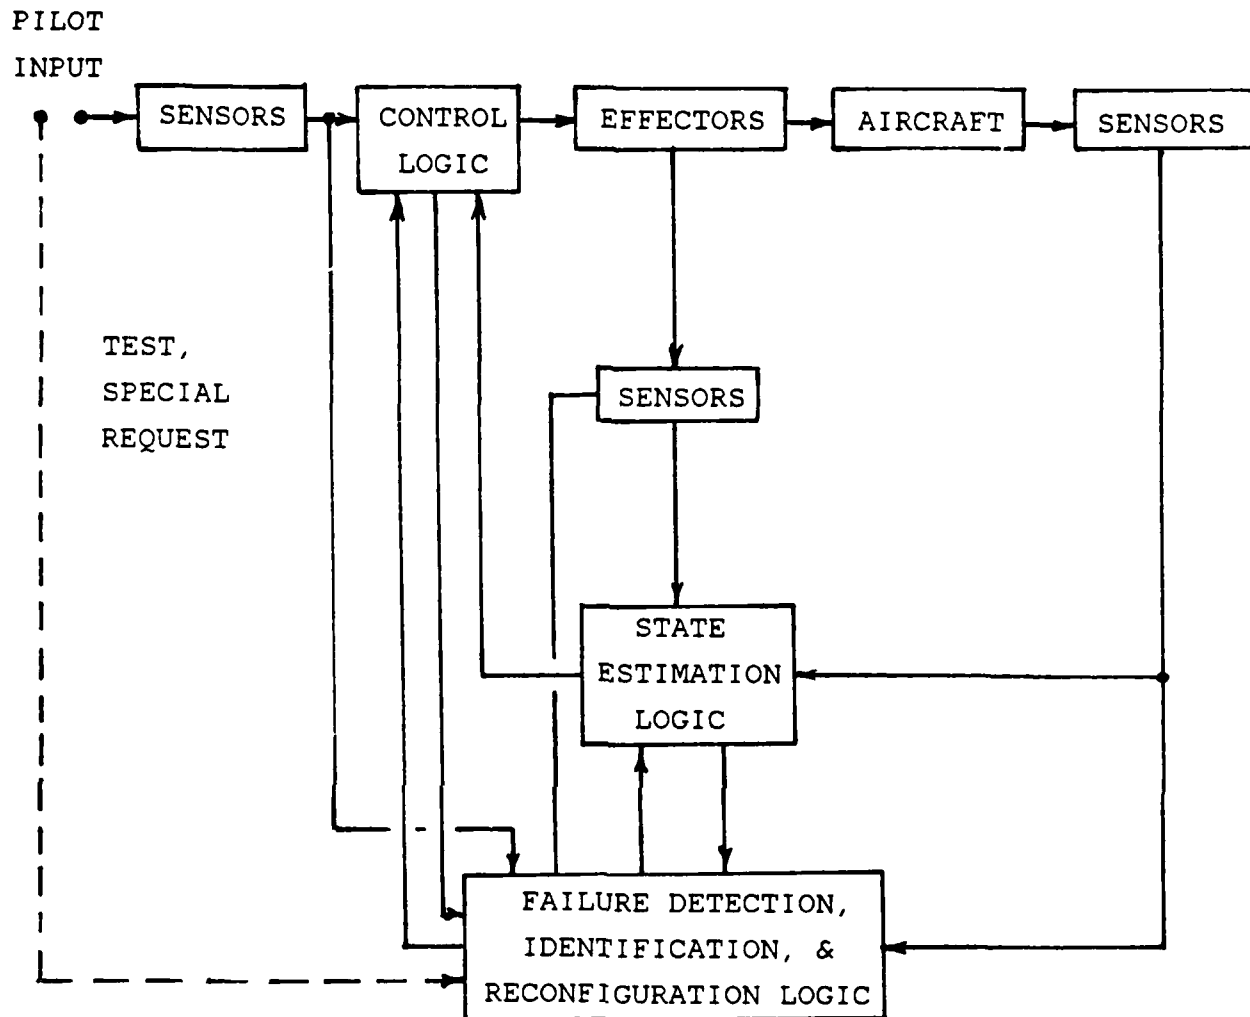 PILOT
INPUT
SENSORS
CONTROL
LOGIC
EFFECTORS
AIRCRAFT
SENSORS
TEST,
SPECIAL
REQUEST
SENSORS
STATE
ESTIMATION
LOGIC
FAILURE DETECTION,
IDENTIFICATION, &
RECONFIGURATION LOGIC